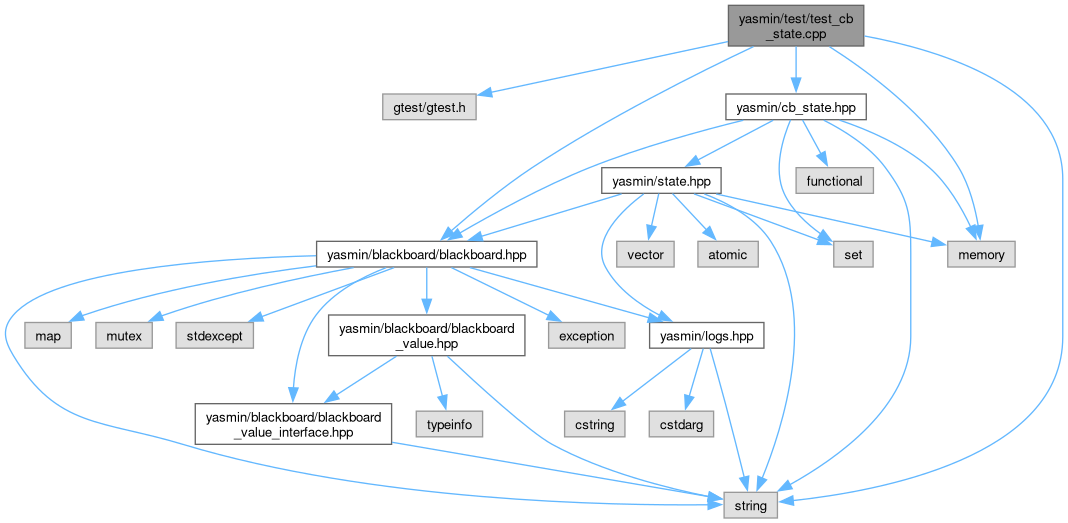 yasmin/test/test_cb
_state.cpp
gtest/gtest.h
yasmin/cb_state.hpp
yasmin/state.hpp
functional
yasmin/blackboard/blackboard.hpp
vector
atomic
set
memory
map
mutex
stdexcept
yasmin/blackboard/blackboard
_value.hpp
exception
yasmin/logs.hpp
yasmin/blackboard/blackboard
_value_interface.hpp
typeinfo
cstring
cstdarg
string